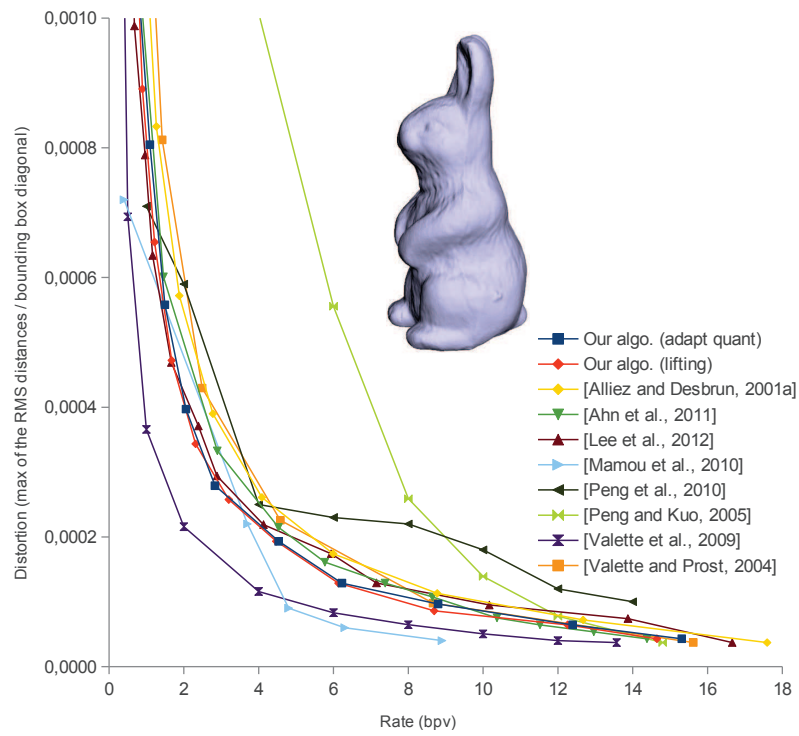 Distortion (max of the RMS distances / bounding box diagonal)
0,0010
0,0008
0,0006
0,0004
0,0002
0,0000
Our algo. (adapt quant)
Our algo. (lifting)
[Alliez and Desbrun, 2001a]
[Ahn et al., 2011]
[Lee et al., 2012]
[Mamou et al., 2010]
[Peng et al., 2010]
[Peng and Kuo, 2005]
[Valette et al., 2009]
[Valette and Prost, 2004]
0 2 4 6 8 10 12 14 16 18
Rate (bpv)